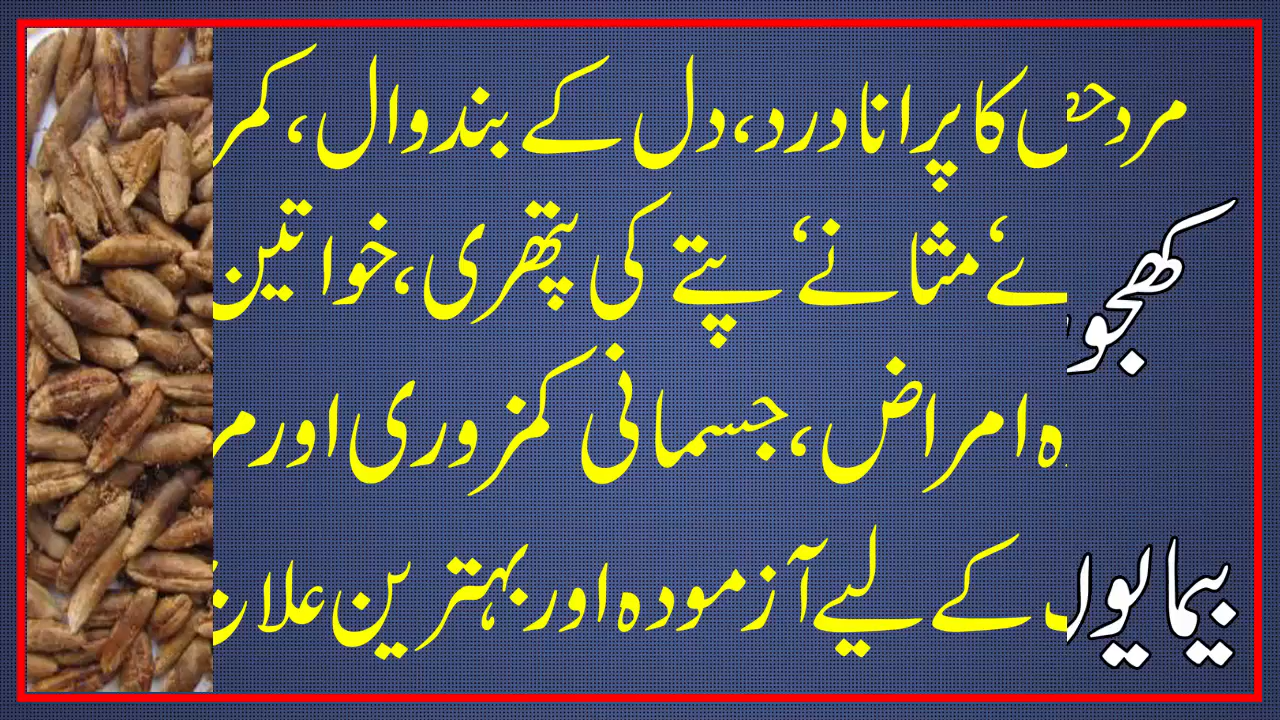 کا پرانا درد،دل کے بند وال، کمر
مثانے‘ پتے کی پتھری،خواتین
کھجو
امراض ،جسمانی کمزوری اور
کے لیے آزمودہ اور بہترین علاج